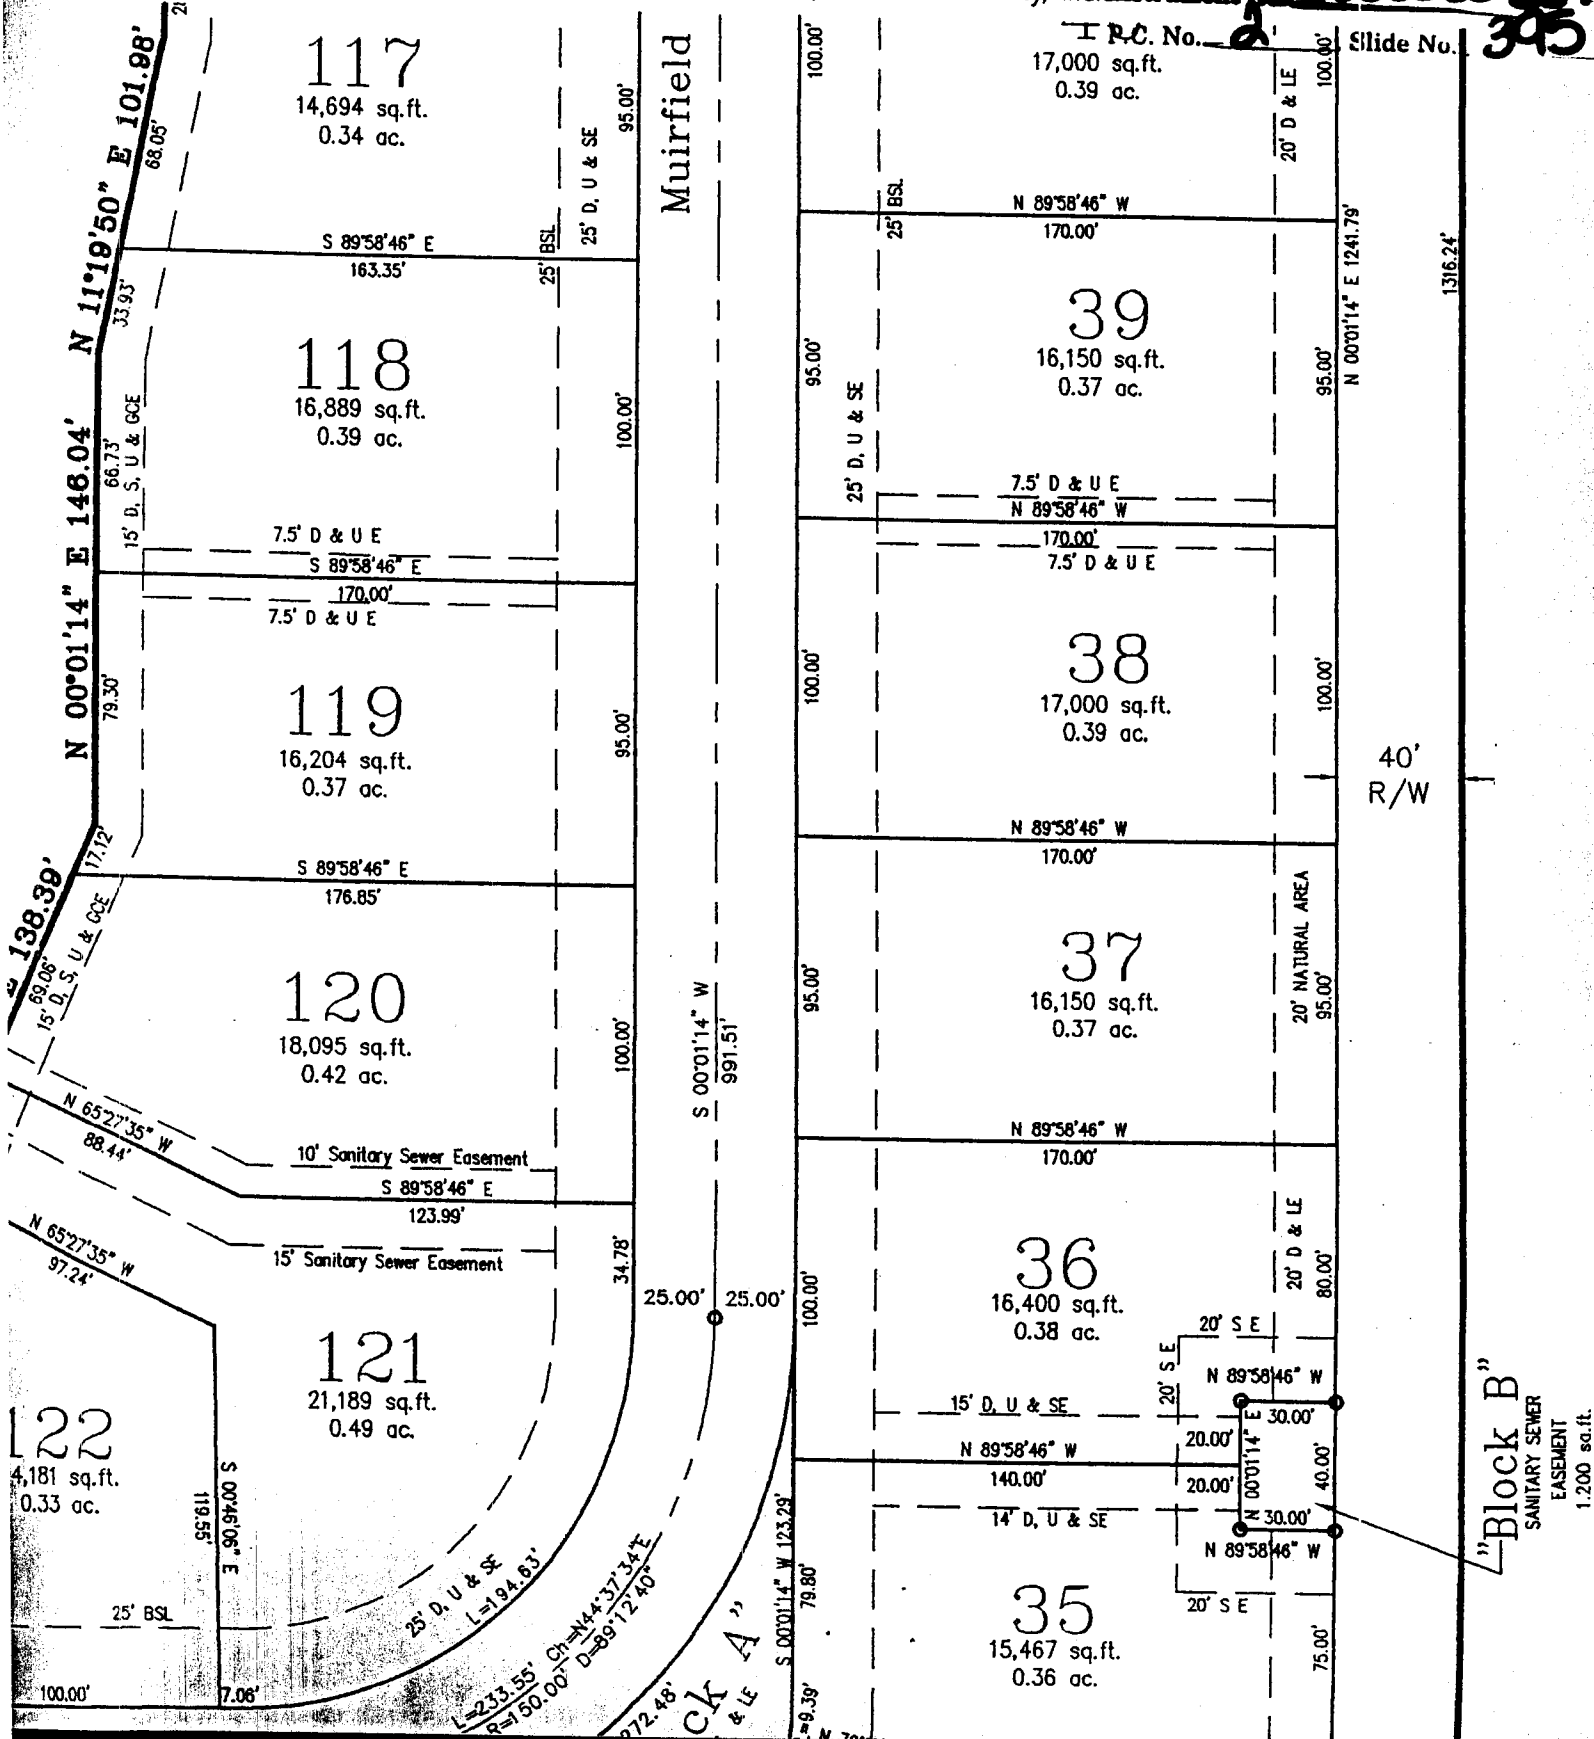 P.C. No. 2 Slide No. 395
117
14,694 sq.ft.
0.34 ac.
N 11°19'50" E 101.98'
68.05'
33.93'
95.00'
25' D, U & SE
Muirfield
S 89°58'46" E
163.35'
25' BSL
118
16,889 sq.ft.
0.39 ac.
100.00'
N 00°01'14" E 146.04'
66.73'
15' D, S, U & GCE
7.5' D & U E
S 89°58'46" E
170.00'
7.5' D & U E
79.30'
119
16,204 sq.ft.
0.37 ac.
95.00'
17.12'
138.39'
69.06'
15' D, S, U & GCE
S 89°58'46" E
176.85'
120
18,095 sq.ft.
0.42 ac.
100.00'
N 65°27'35" W
88.44'
10' Sanitary Sewer Easement
S 89°58'46" E
123.99'
15' Sanitary Sewer Easement
N 65°27'35" W
97.24'
34.78'
121
21,189 sq.ft.
0.49 ac.
122
4,181 sq.ft.
0.33 ac.
S 00°46'06" E
119.55'
25' BSL
100.00'
7.06'
25' D, U & SE
L=194.63'
L=233.55' Ch=N44°37'34"E
R=150.00' D=89°12'40"
S 00°01'14" W
991.51'
25.00' 25.00'
272.48'
ck A"
& LE
100.00'
17,000 sq.ft.
0.39 ac.
20' D & LE
100.00'
25' BSL
N 89°58'46" W
170.00'
N 00°01'14" E 1241.79'
1316.24'
39
16,150 sq.ft.
0.37 ac.
95.00'
95.00'
25' D, U & SE
7.5' D & U E
N 89°58'46" W
170.00'
7.5' D & U E
38
17,000 sq.ft.
0.39 ac.
100.00'
100.00'
40'
R/W
N 89°58'46" W
170.00'
37
16,150 sq.ft.
0.37 ac.
95.00'
20' NATURAL AREA
95.00'
N 89°58'46" W
170.00'
36
16,400 sq.ft.
0.38 ac.
100.00'
20' D & LE
80.00'
20' S E
20' S E
N 89°58'46" W
30.00'
15' D, U & SE
20.00'
N 89°58'46" W
140.00'
20.00'
N 00°01'14" E
40.00'
14' D, U & SE
30.00'
N 89°58'46" W
20' S E
"Block B"
SANITARY SEWER
EASEMENT
1,200 sq.ft.
35
15,467 sq.ft.
0.36 ac.
S 00°01'14" W 123.29'
79.80'
75.00'
=9.39'